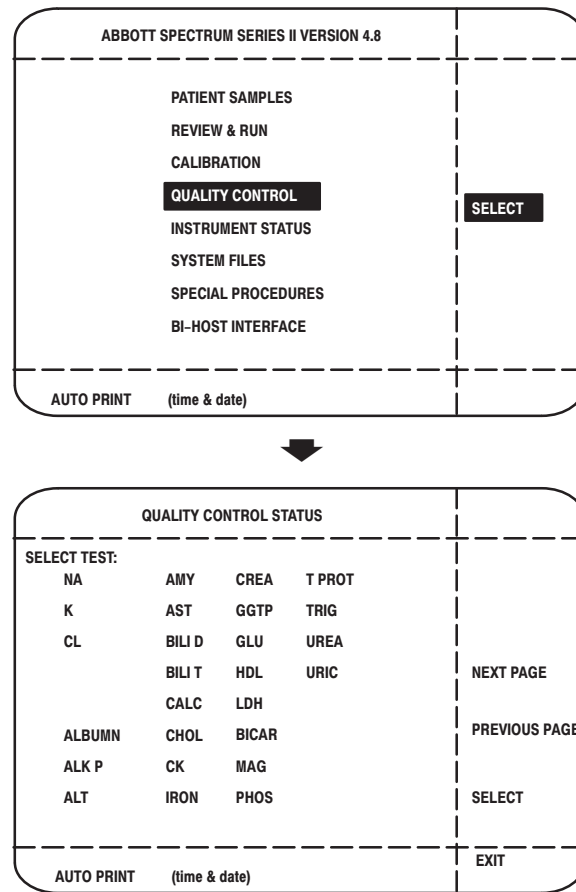 ABBOTT SPECTRUM SERIES II VERSION 4.8
PATIENT SAMPLES
REVIEW & RUN
CALIBRATION
QUALITY CONTROL
SELECT
INSTRUMENT STATUS
SYSTEM FILES
SPECIAL PROCEDURES
BI-HOST INTERFACE
AUTO PRINT (time & date)
QUALITY CONTROL STATUS
SELECT TEST:
NA AMY CREA T PROT
K AST GGTP TRIG
CL BILI D GLU UREA
BILI T HDL URIC NEXT PAGE
CALC LDH
ALBUMN CHOL BICAR PREVIOUS PAGE
ALK P CK MAG
ALT IRON PHOS SELECT
EXIT
AUTO PRINT (time & date)